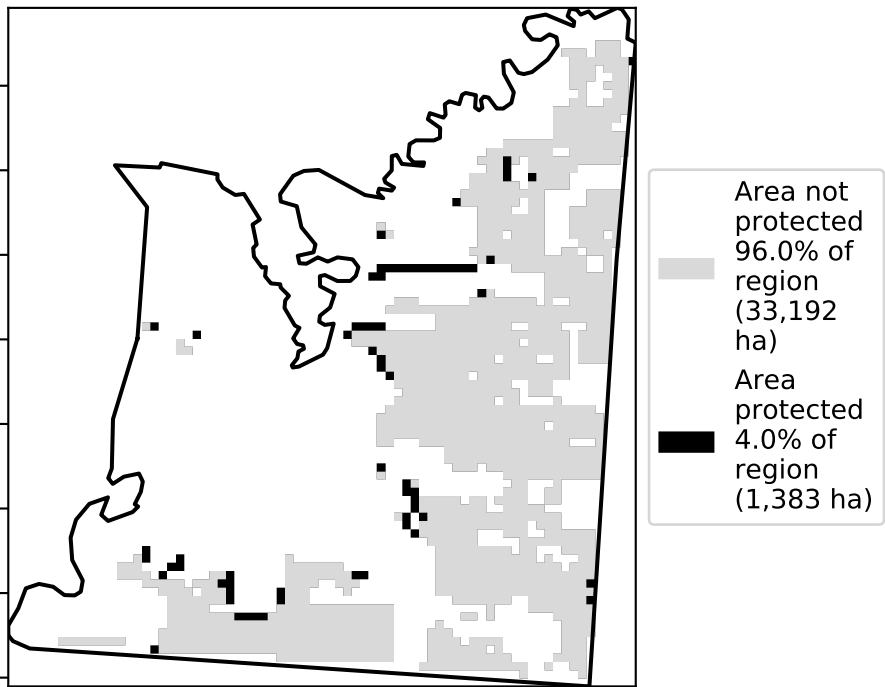 Area not
protected
96.0% of
region
(33,192
ha)
Area
protected
4.0% of
region
(1,383 ha)